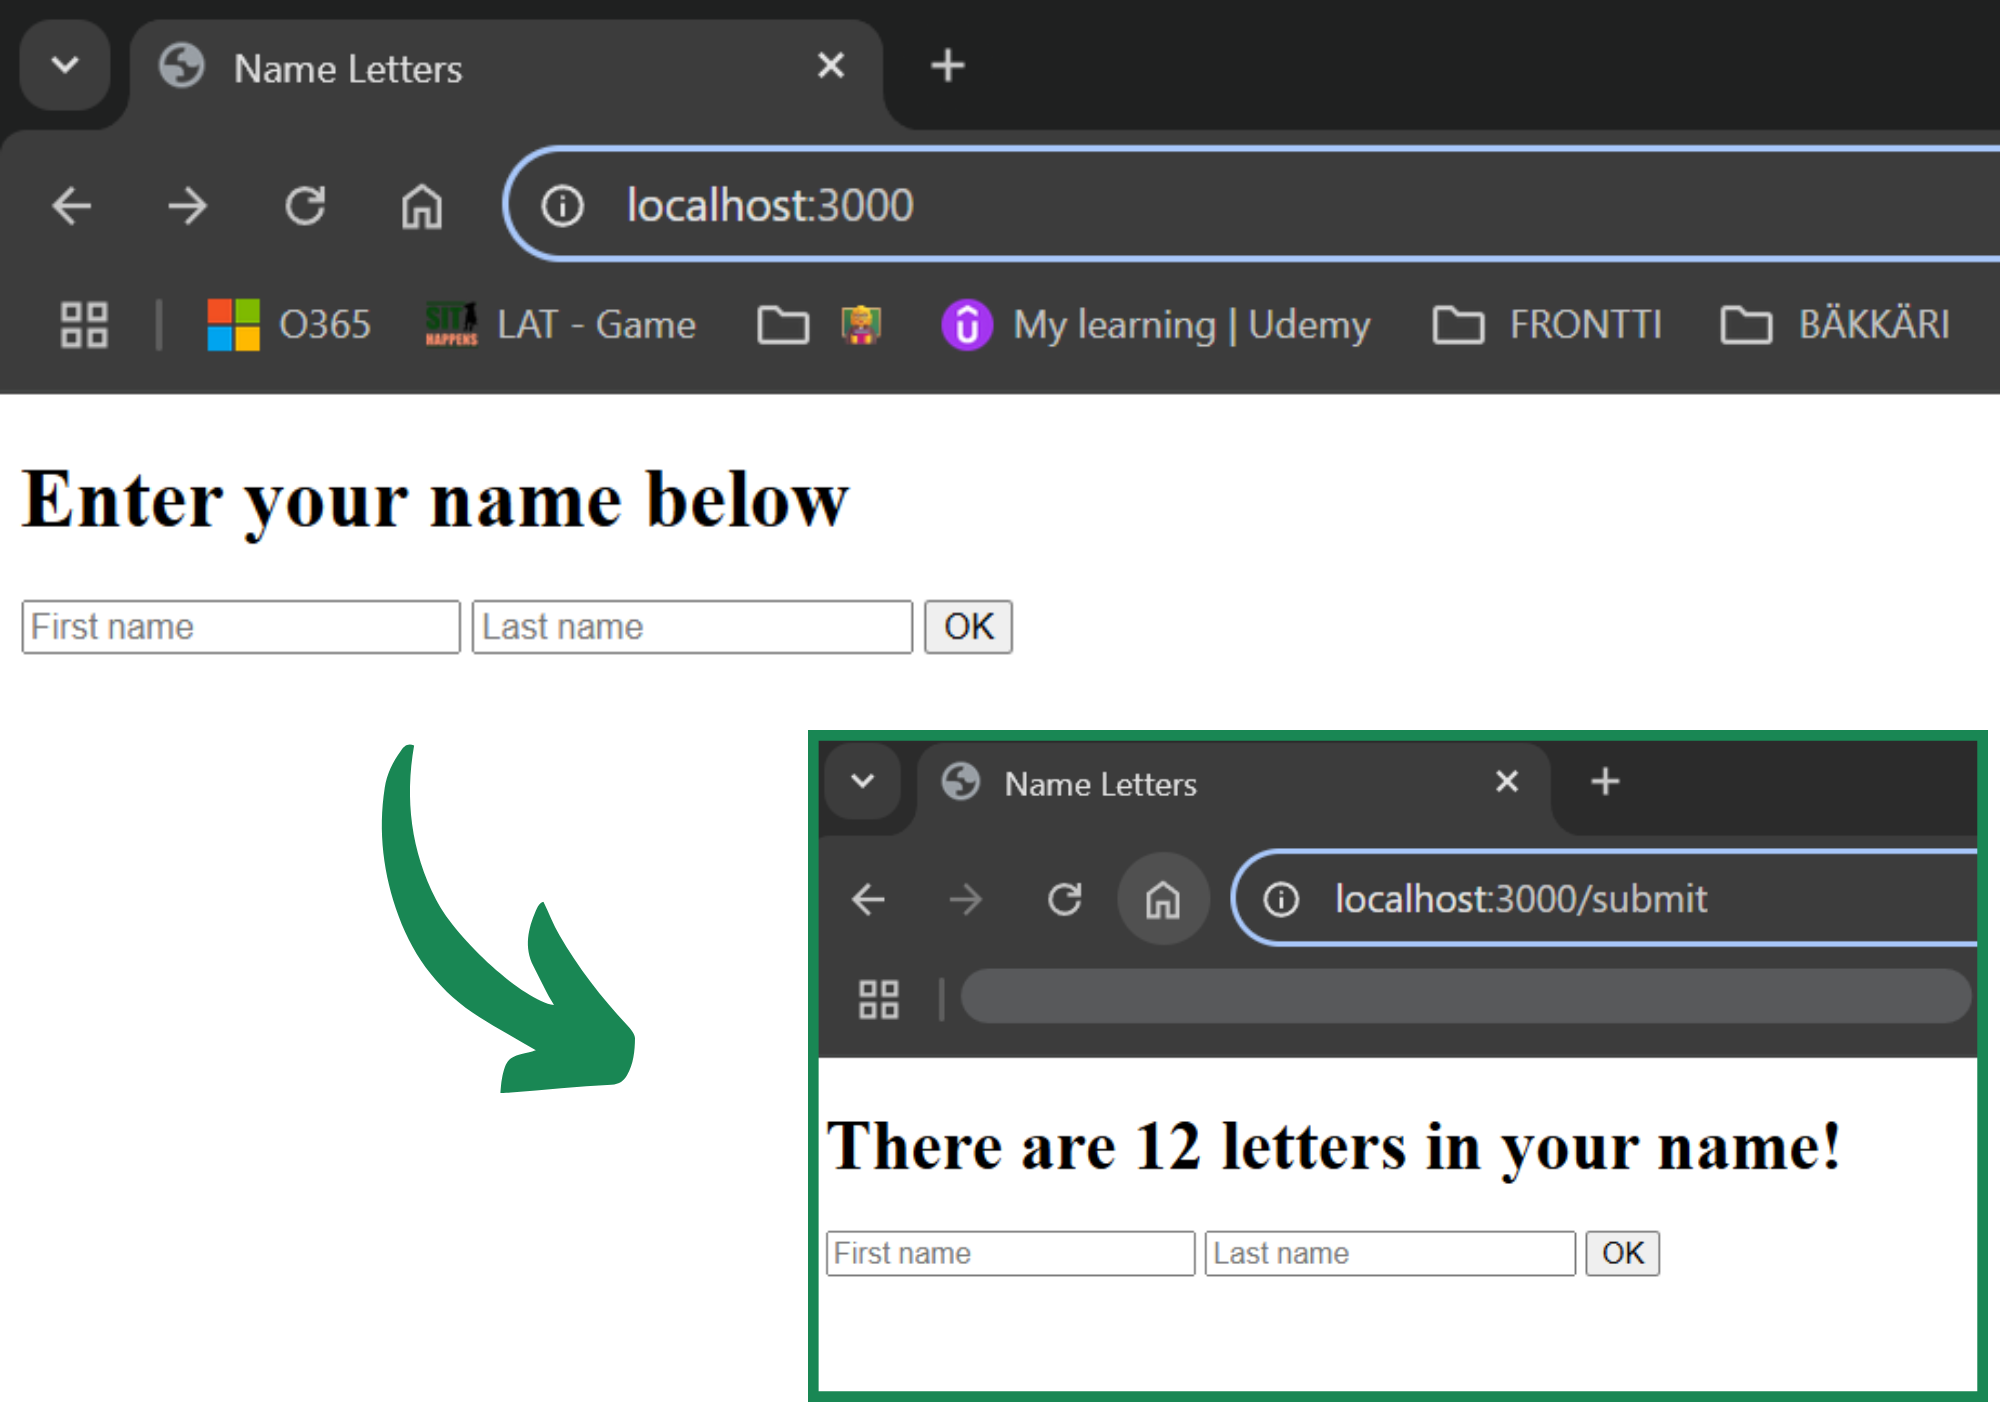 Name Letters
localhost:3000
O365 SIT HAPPENS LAT - Game My learning | Udemy FRONTTI BÄKKÄRI
Enter your name below
First name Last name OK
Name Letters
localhost:3000/submit
There are 12 letters in your name!
First name Last name OK